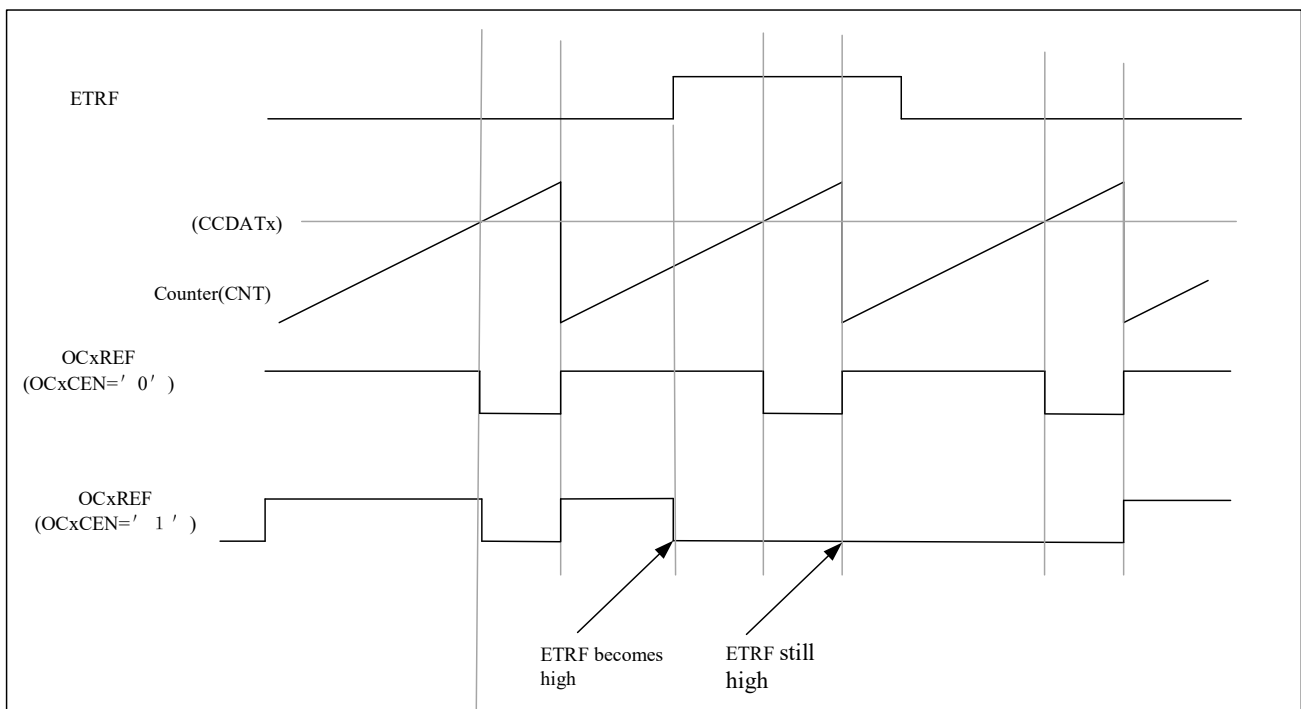 ETRF
(CCDATx)
Counter(CNT)
OCxREF
(OCxCEN=′ 0′ )
OCxREF
(OCxCEN=′ 1 ′ )
ETRF becomes
high
ETRF still
high